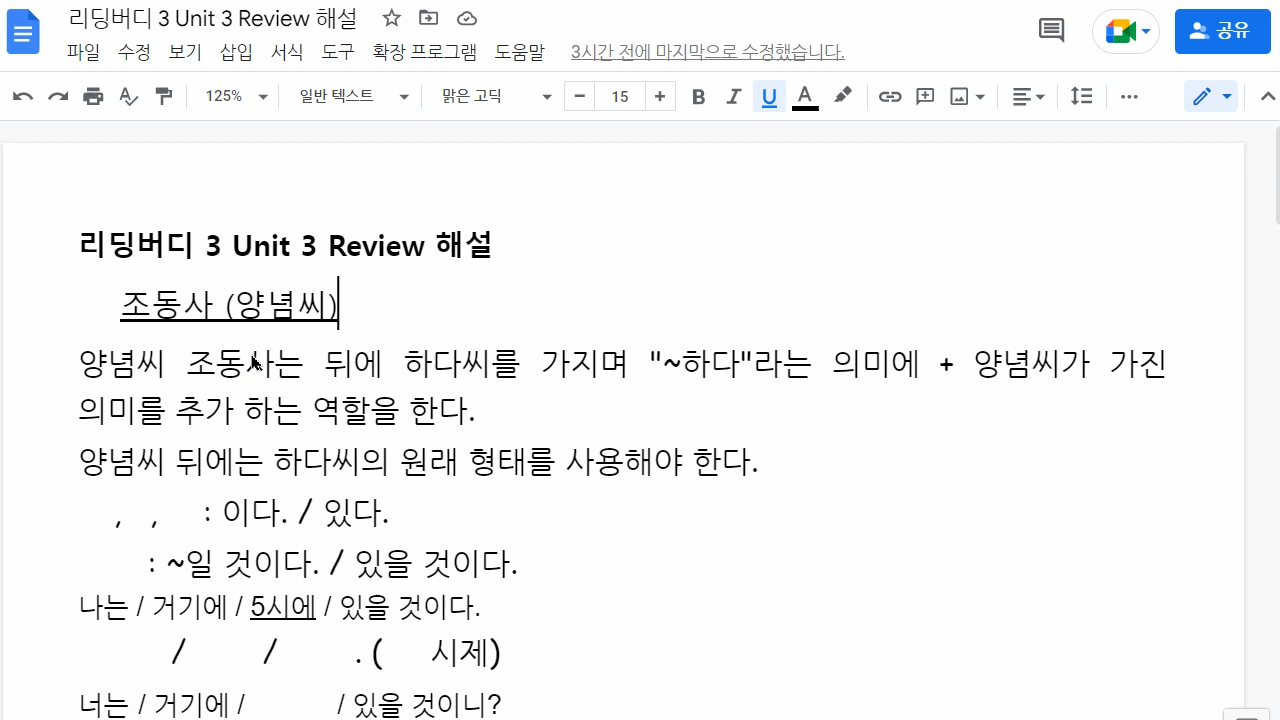 리딩버디 3 Unit 3 Review 해설
파일 수정 보기 삽입 서식 도구 확장 프로그램 도움말 3시간 전에 마지막으로 수정했습니다.
공유
125% 일반 텍스트 맑은 고딕 15 B I U A
리딩버디 3 Unit 3 Review 해설
조동사 (양념씨)
양념씨 조동사는 뒤에 하다씨를 가지며 "~하다"라는 의미에 + 양념씨가 가진
의미를 추가 하는 역할을 한다.
양념씨 뒤에는 하다씨의 원래 형태를 사용해야 한다.
, , : 이다. / 있다.
: ~일 것이다. / 있을 것이다.
나는 / 거기에 / 5시에 / 있을 것이다.
/ / . ( 시제)
너는 / 거기에 / / 있을 것이니?